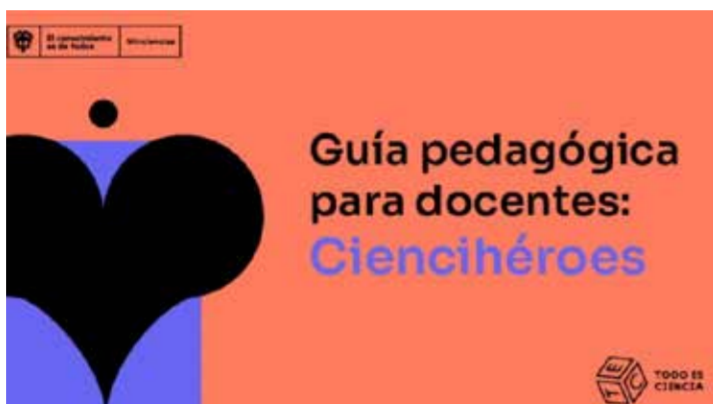 El conocimiento
es de todos
Minciencias
Guía pedagógica
para docentes:
Ciencihéroes
TODO ES
CIENCIA